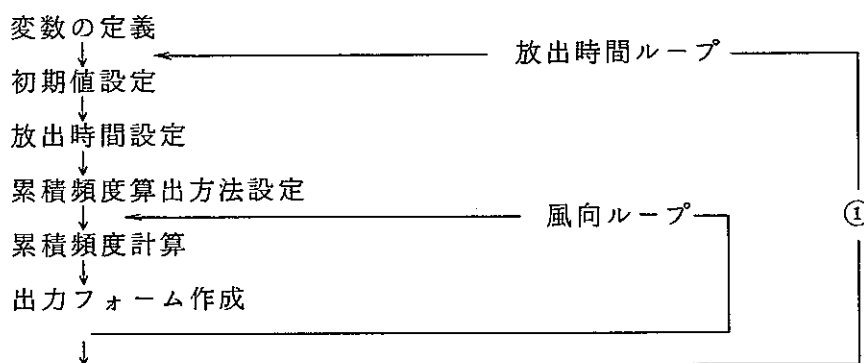 変数の定義
放出時間ループ
初期値設定
放出時間設定
累積頻度算出方法設定
風向ループ
①
累積頻度計算
出力フォーム作成